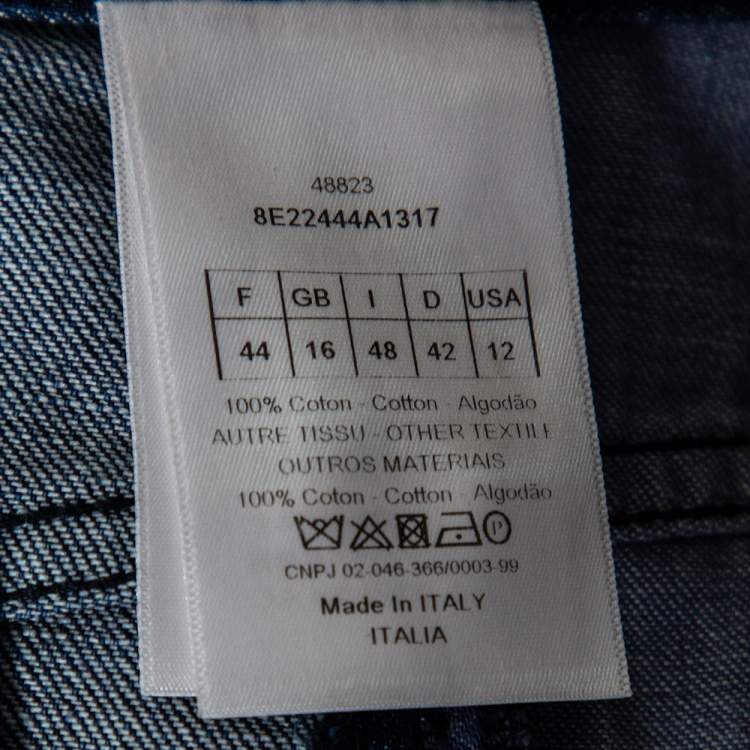 48823
8E22444A1317
F GB I D USA
44 16 48 42 12
100% Coton - Cotton - Algodão
AUTRE TISSU - OTHER TEXTILE
OUTROS MATERIAIS
100% Coton - Cotton - Algodão
P
CNPJ 02-046-366/0003-99
Made In ITALY
ITALIA